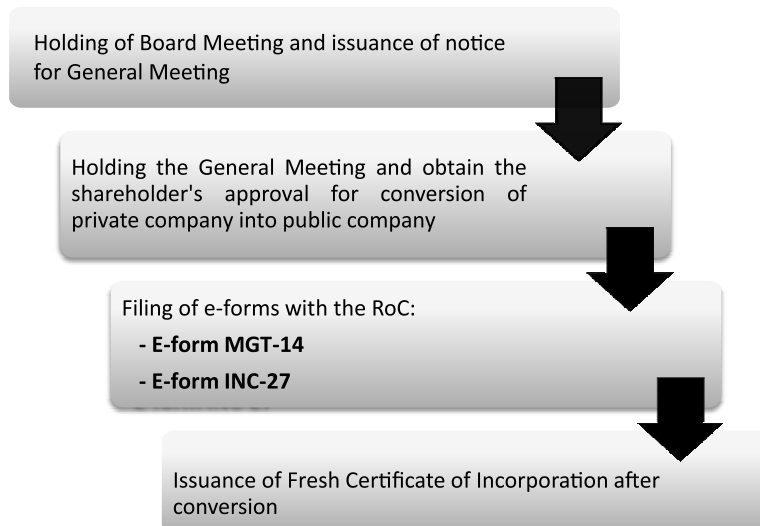 Holding of Board Meeting and issuance of notice
for General Meeting
Holding the General Meeting and obtain the
shareholder's approval for conversion of
private company into public company
Filing of e-forms with the RoC:
- E-form MGT-14
- E-form INC-27
Issuance of Fresh Certificate of Incorporation after
conversion